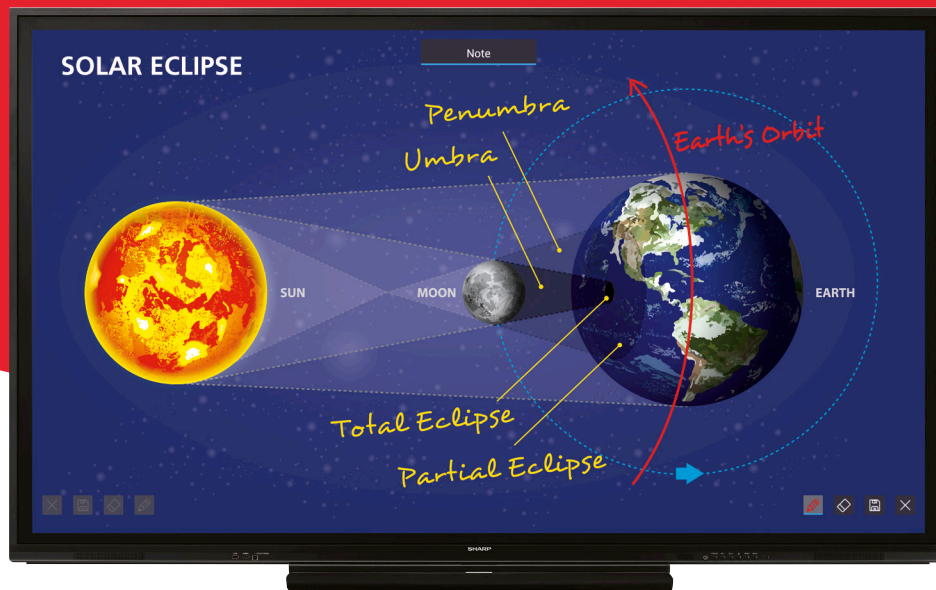 SOLAR ECLIPSE
Note
Penumbra
Umbra
Earth's Orbit
SUN
MOON
EARTH
Total Eclipse
Partial Eclipse
SHARP